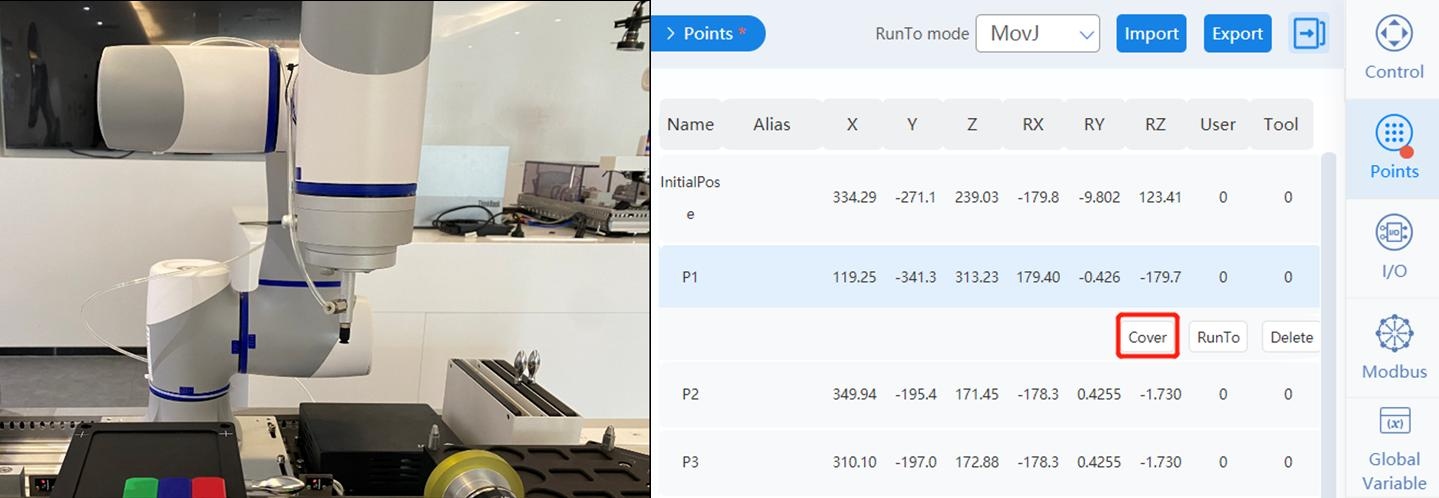 > Points *
RunTo mode
MovJ
Import
Export
Name Alias X Y Z RX RY RZ User Tool
InitialPos
e
334.29 -271.1 239.03 -179.8 -9.802 123.41 0 0
P1 119.25 -341.3 313.23 179.40 -0.426 -179.7 0 0
Cover RunTo Delete
P2 349.94 -195.4 171.45 -178.3 0.4255 -1.730 0 0
P3 310.10 -197.0 172.88 -178.3 0.4255 -1.730 0 0
Control
Points
I/O
I/O
Modbus
(x)
Global
Variable
ThinkBook